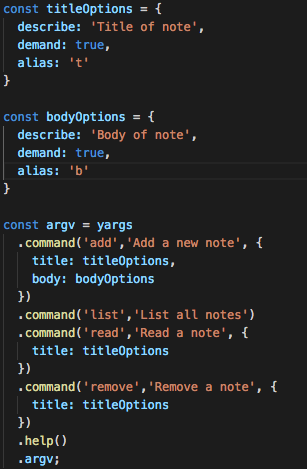 const titleOptions = {
  describe: 'Title of note',
  demand: true,
  alias: 't'
}

const bodyOptions = {
  describe: 'Body of note',
  demand: true,
  alias: 'b'
}

const argv = yargs
  .command('add','Add a new note', {
    title: titleOptions,
    body: bodyOptions
  })
  .command('list','List all notes')
  .command('read','Read a note', {
    title: titleOptions
  })
  .command('remove','Remove a note', {
    title: titleOptions
  })
  .help()
  .argv;